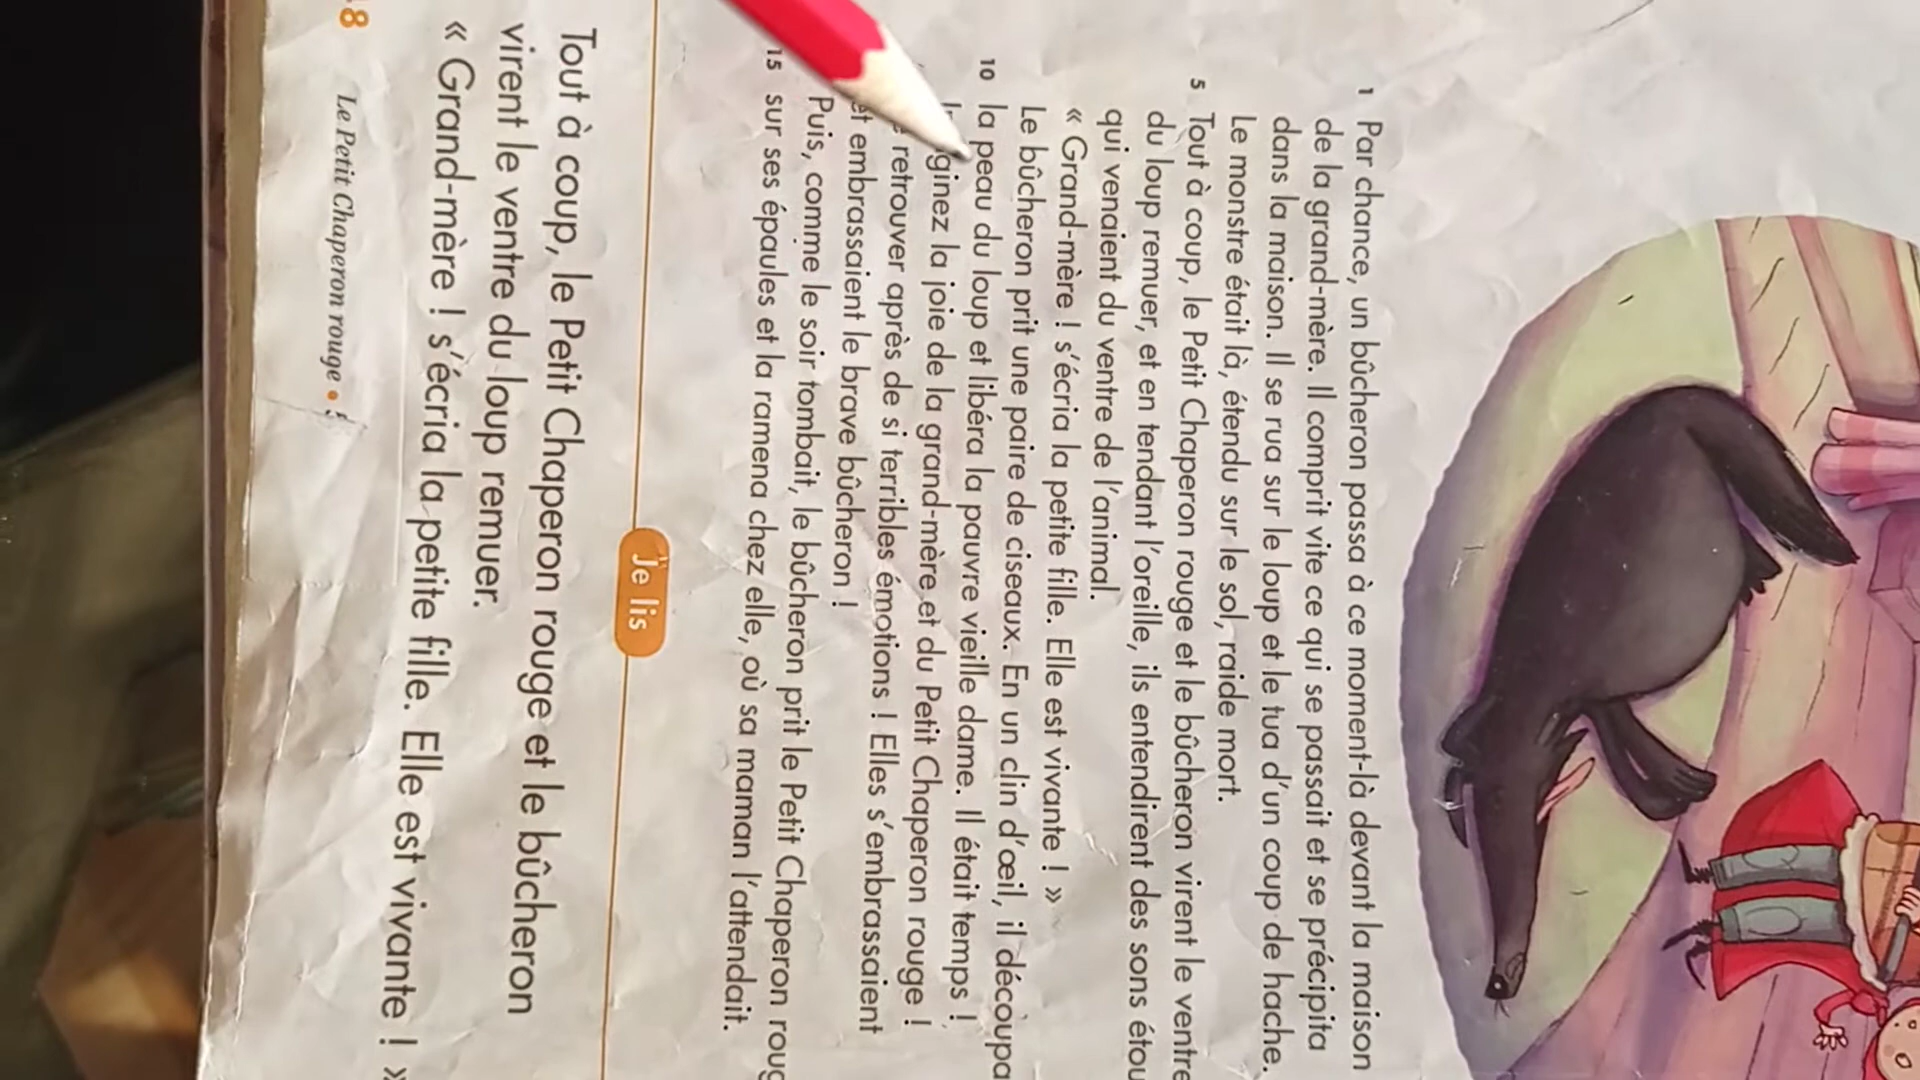 1 Par chance, un bûcheron passa à ce moment-là devant la maison
de la grand-mère. Il comprit vite ce qui se passait et se précipita
dans la maison. Il se rua sur le loup et le tua d'un coup de hache.
Le monstre était là, étendu sur le sol, raide mort.
5 Tout à coup, le Petit Chaperon rouge et le bûcheron virent le ventre
du loup remuer, et en tendant l'oreille, ils entendirent des sons
qui venaient du ventre de l'animal.
« Grand-mère ! s'écria la petite fille. Elle est vivante ! »
Le bûcheron prit une paire de ciseaux. En un clin d'œil, il découpa
10 la peau du loup et libéra la pauvre vieille dame. Il était temps !
la joie de la grand-mère et du Petit Chaperon rouge !
retrouver après de si terribles émotions ! Elles s'embrassaient
et embrassaient le brave bûcheron !
Puis, comme le soir tombait, le bûcheron prit le Petit Chaperon
15 sur ses épaules et la ramena chez elle, où sa maman l'attendait.
Je lis
Tout à coup, le Petit Chaperon rouge et le bûcheron
virent le ventre du loup remuer.
« Grand-mère ! s'écria la petite fille. Elle est vivante ! »
8 Le Petit Chaperon rouge •